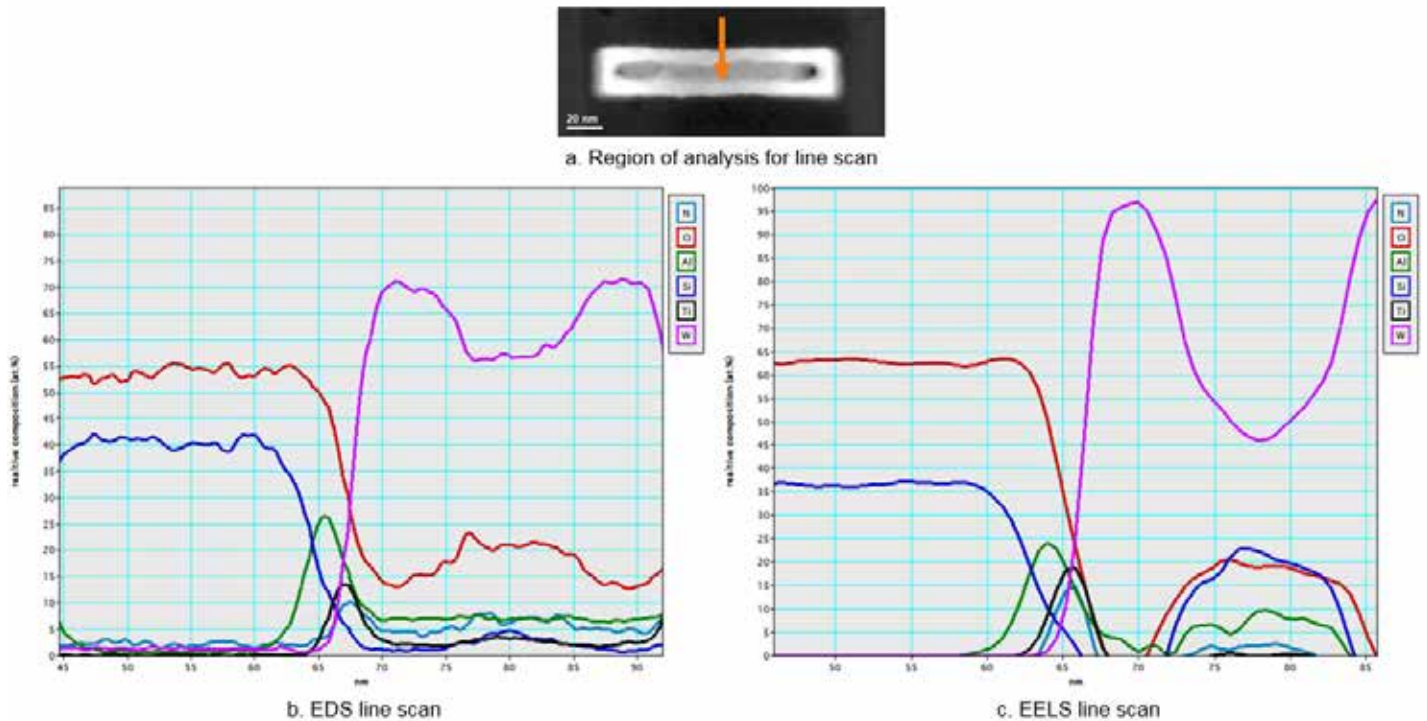 20 nm
a. Region of analysis for line scan
85
80
75
70
65
60
55
50
45
40
35
30
25
20
15
10
5
0
45 50 55 60 65 70 75 80 85 90
nm
N
O
Al
Si
Ti
W
b. EDS line scan
100
95
90
85
80
75
70
65
60
55
50
45
40
35
30
25
20
15
10
5
0
50 55 60 65 70 75 80 85
nm
N
O
Al
Si
Ti
W
c. EELS line scan
realtive composition [at.%]
realtive composition [at.%]